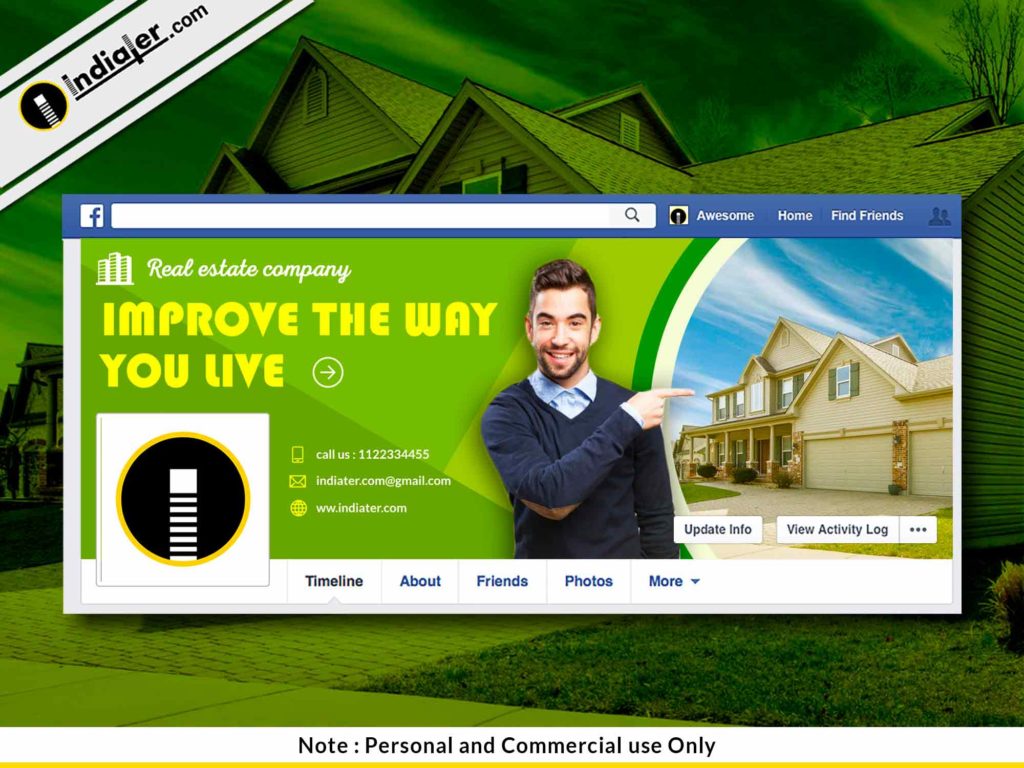 Indiater.com
Awesome Home Find Friends
Real estate company
IMPROVE THE WAY
YOU LIVE
call us : 1122334455
indiater.com@gmail.com
ww.indiater.com
Update Info View Activity Log
Timeline About Friends Photos More
Note : Personal and Commercial use Only